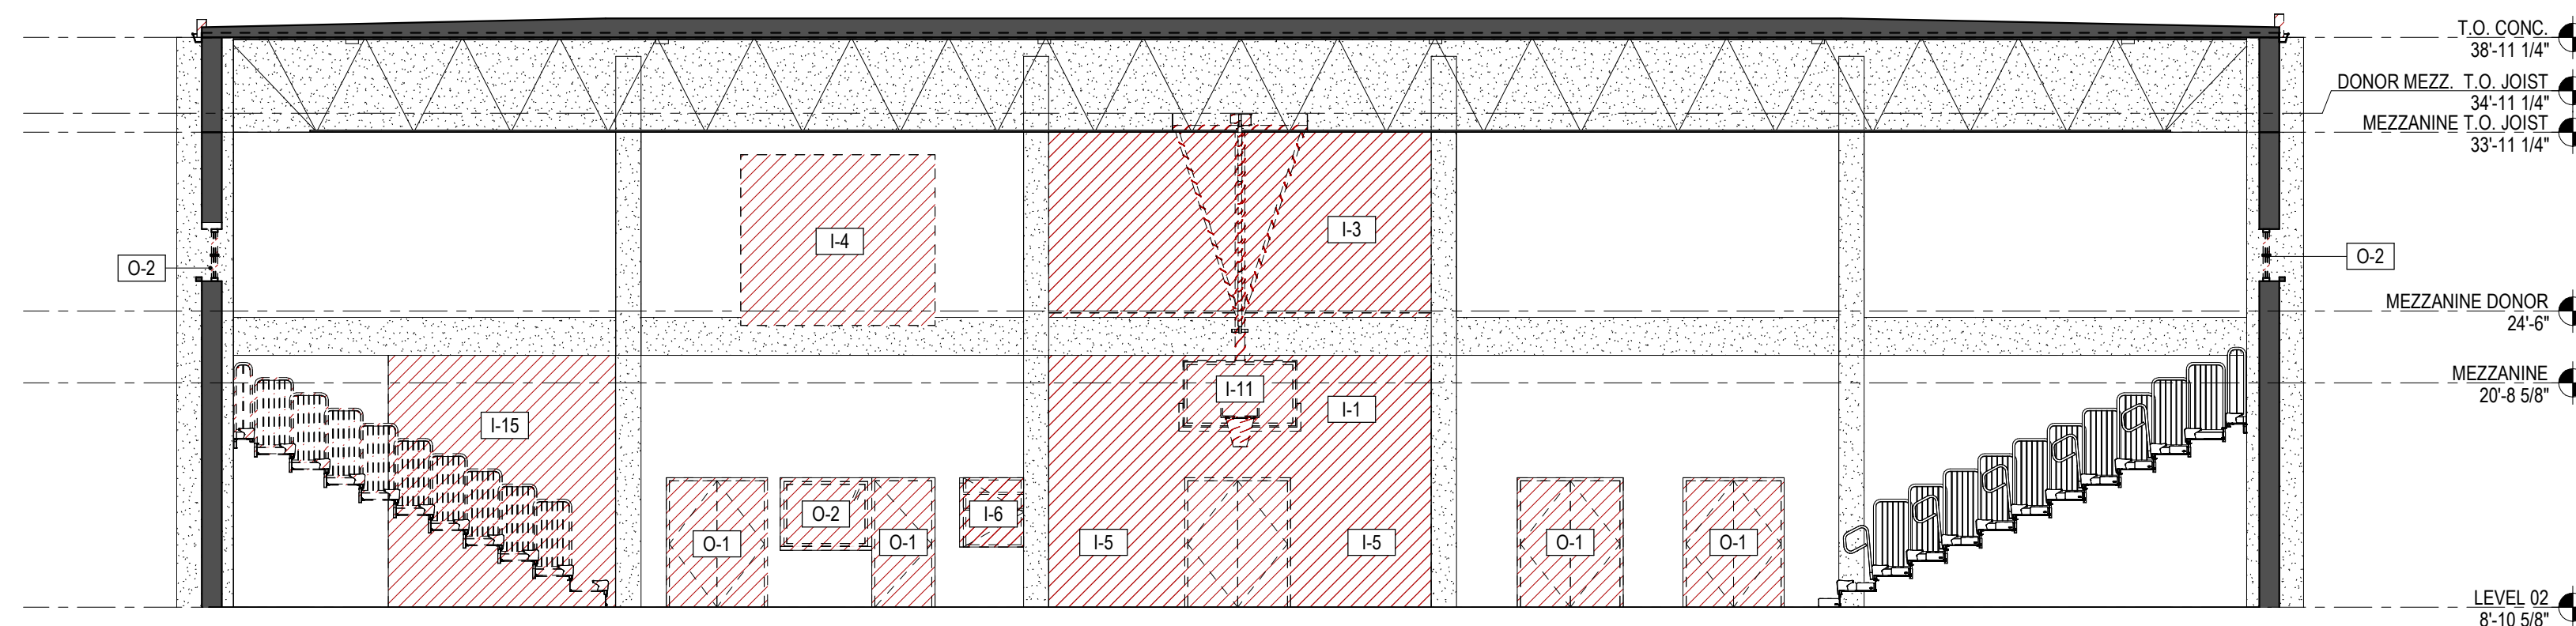 T.O. CONC.
38'-11 1/4"
DONOR MEZZ. T.O. JOIST
34'-11 1/4"
MEZZANINE T.O. JOIST
33'-11 1/4"
I-4
I-3
O-2
O-2
MEZZANINE DONOR
24'-6"
MEZZANINE
20'-8 5/8"
I-11
I-1
I-15
O-2
I-6
O-1
O-1
I-5
I-5
O-1
O-1
LEVEL 02
8'-10 5/8"